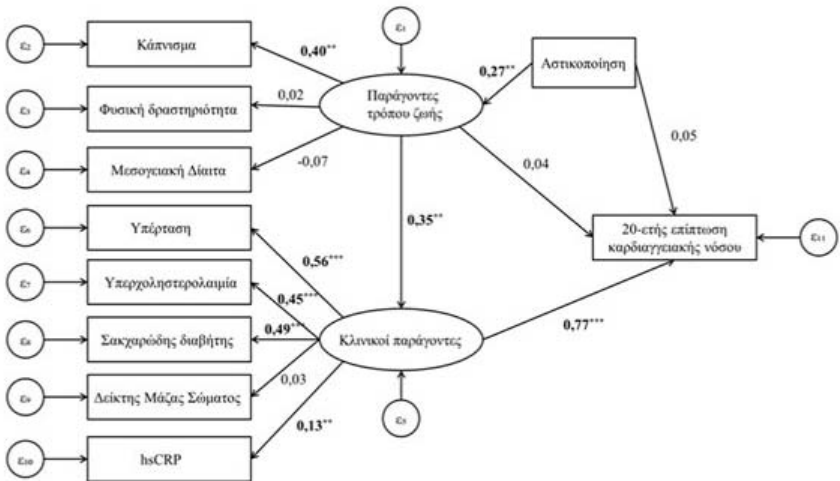 ε₁
ε₂
Κάπνισμα
0,40**
Αστικοποίηση
0,27**
ε₃
Φυσική δραστηριότητα
0,02
Παράγοντες
τρόπου ζωής
ε₄
Μεσογειακή Δίαιτα
-0,07
0,04
0,05
ε₆
Υπέρταση
0,35**
20-ετής επίπτωση
καρδιαγγειακής νόσου
ε₁₁
0,56***
ε₇
Υπερχοληστερολαιμία
0,45***
ε₈
Σακχαρώδης διαβήτης
0,49***
Κλινικοί παράγοντες
0,77***
ε₉
Δείκτης Μάζας Σώματος
0,03
ε₅
0,13**
ε₁₀
hsCRP